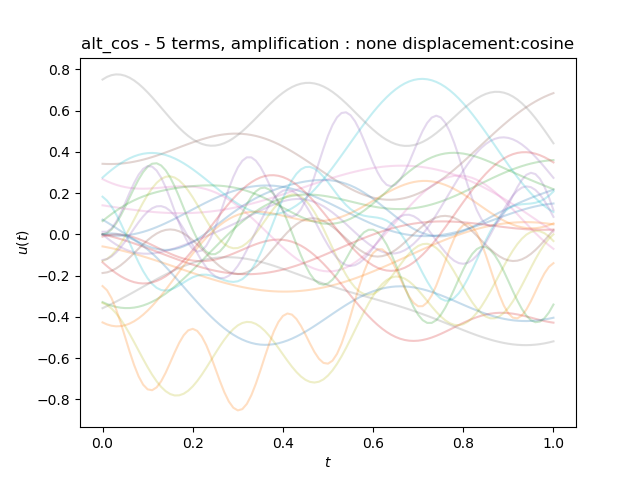 alt_cos - 5 terms, amplification : none displacement:cosine
0.8
0.6
0.4
0.2
0.0
−0.2
−0.4
−0.6
−0.8
u(t)
0.0 0.2 0.4 0.6 0.8 1.0
t